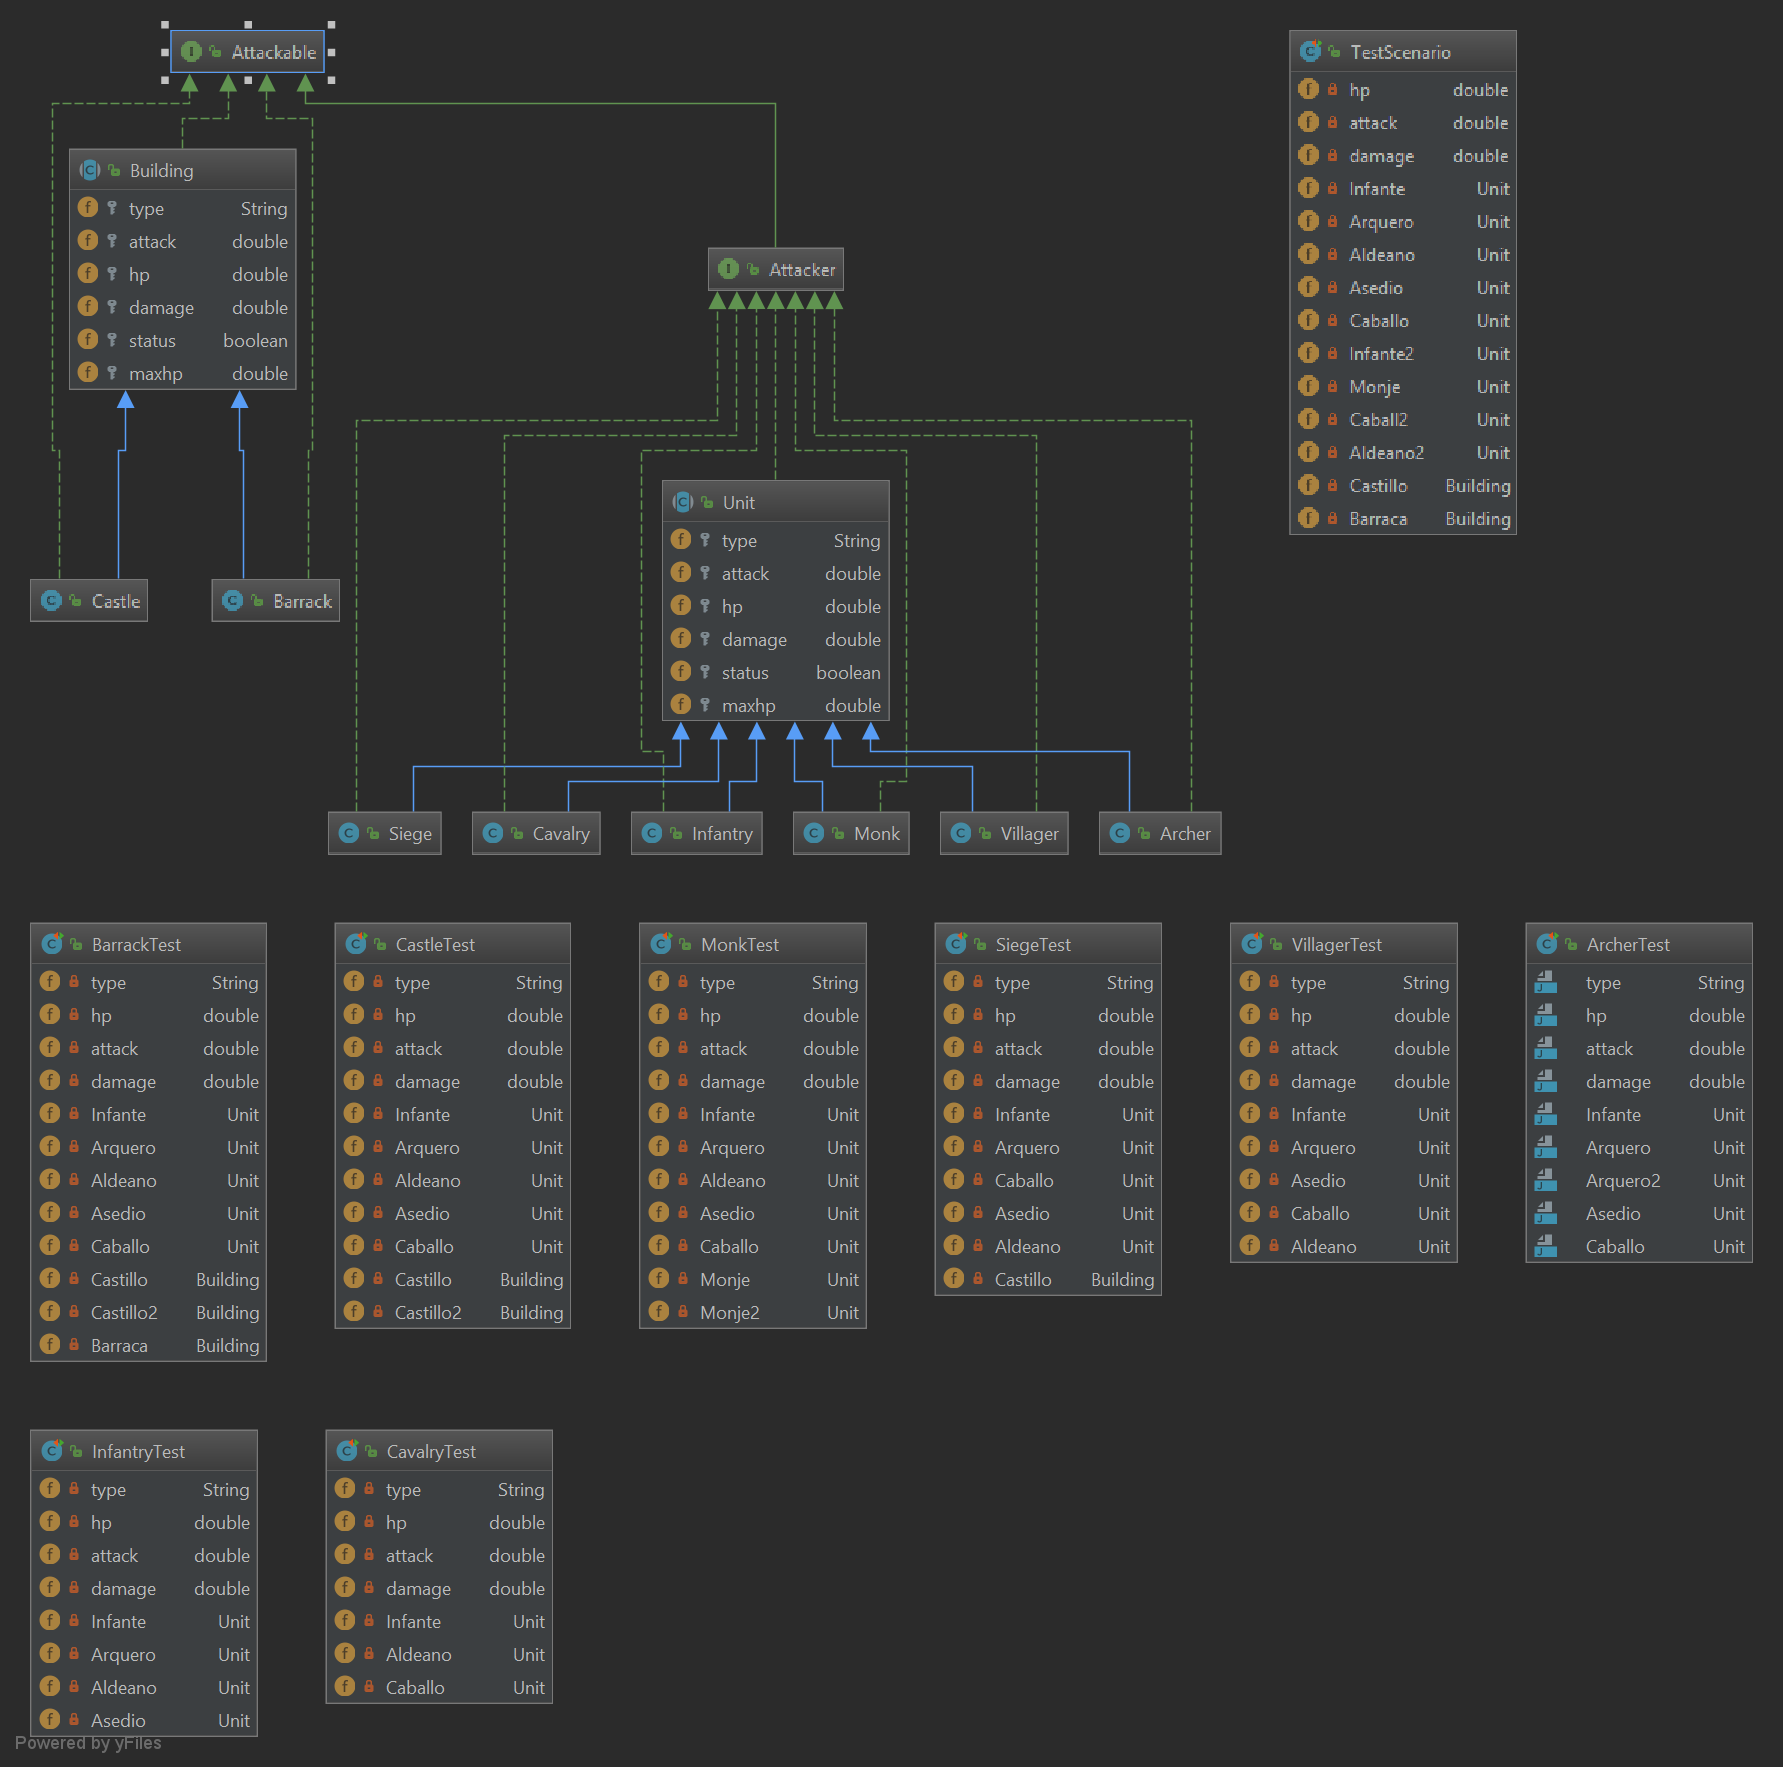 Attackable
Building
type String
attack double
hp double
damage double
status boolean
maxhp double
Attacker
Castle
Barrack
Unit
type String
attack double
hp double
damage double
status boolean
maxhp double
Siege
Cavalry
Infantry
Monk
Villager
Archer
TestScenario
hp double
attack double
damage double
Infante Unit
Arquero Unit
Aldeano Unit
Asedio Unit
Caballo Unit
Infante2 Unit
Monje Unit
Caball2 Unit
Aldeano2 Unit
Castillo Building
Barraca Building
BarrackTest
type String
hp double
attack double
damage double
Infante Unit
Arquero Unit
Aldeano Unit
Asedio Unit
Caballo Unit
Castillo Building
Castillo2 Building
Barraca Building
CastleTest
type String
hp double
attack double
damage double
Infante Unit
Arquero Unit
Aldeano Unit
Asedio Unit
Caballo Unit
Castillo Building
Castillo2 Building
MonkTest
type String
hp double
attack double
damage double
Infante Unit
Arquero Unit
Aldeano Unit
Asedio Unit
Caballo Unit
Monje Unit
Monje2 Unit
SiegeTest
type String
hp double
attack double
damage double
Infante Unit
Arquero Unit
Caballo Unit
Asedio Unit
Aldeano Unit
Castillo Building
VillagerTest
type String
hp double
attack double
damage double
Infante Unit
Arquero Unit
Asedio Unit
Caballo Unit
Aldeano Unit
ArcherTest
type String
hp double
attack double
damage double
Infante Unit
Arquero Unit
Arquero2 Unit
Asedio Unit
Caballo Unit
InfantryTest
type String
hp double
attack double
damage double
Infante Unit
Arquero Unit
Aldeano Unit
Asedio Unit
CavalryTest
type String
hp double
attack double
damage double
Infante Unit
Aldeano Unit
Caballo Unit
Powered by yFiles